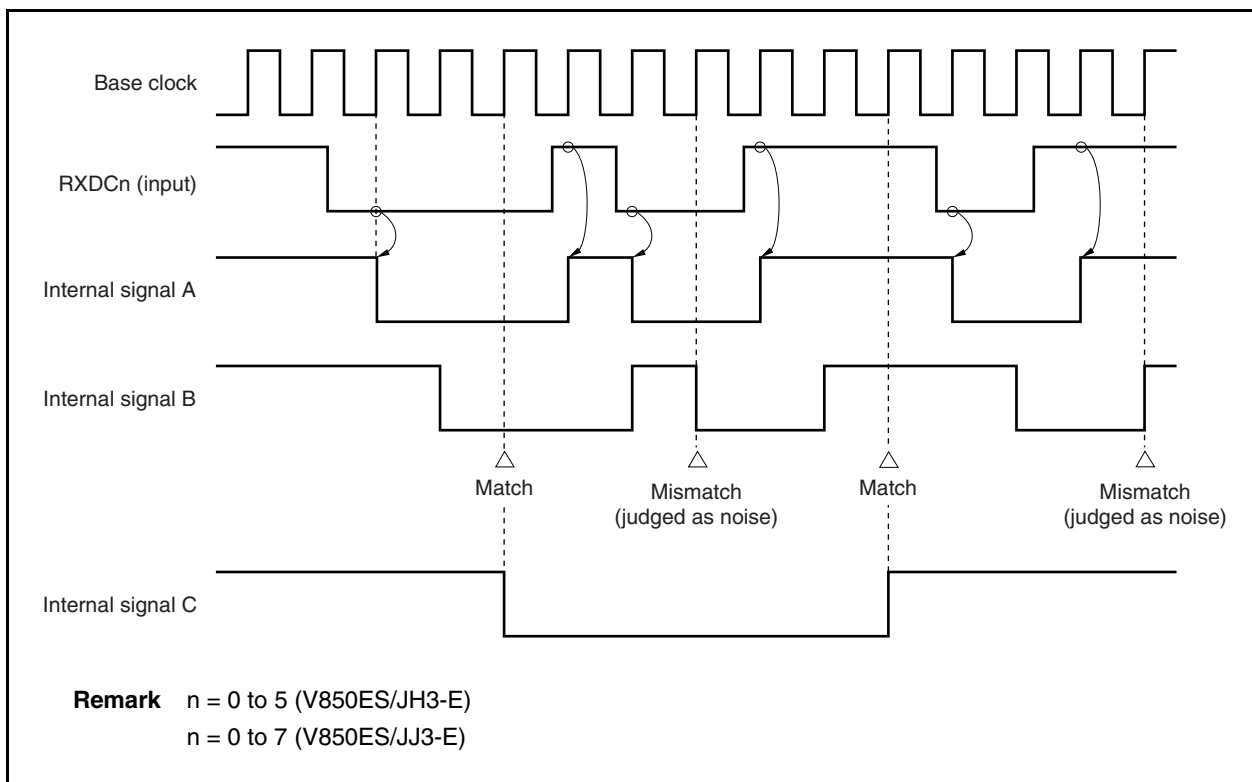 Base clock
RXDCn (input)
Internal signal A
Internal signal B
Match
Mismatch
(judged as noise)
Match
Mismatch
(judged as noise)
Internal signal C
Remark n = 0 to 5 (V850ES/JH3-E)
n = 0 to 7 (V850ES/JJ3-E)